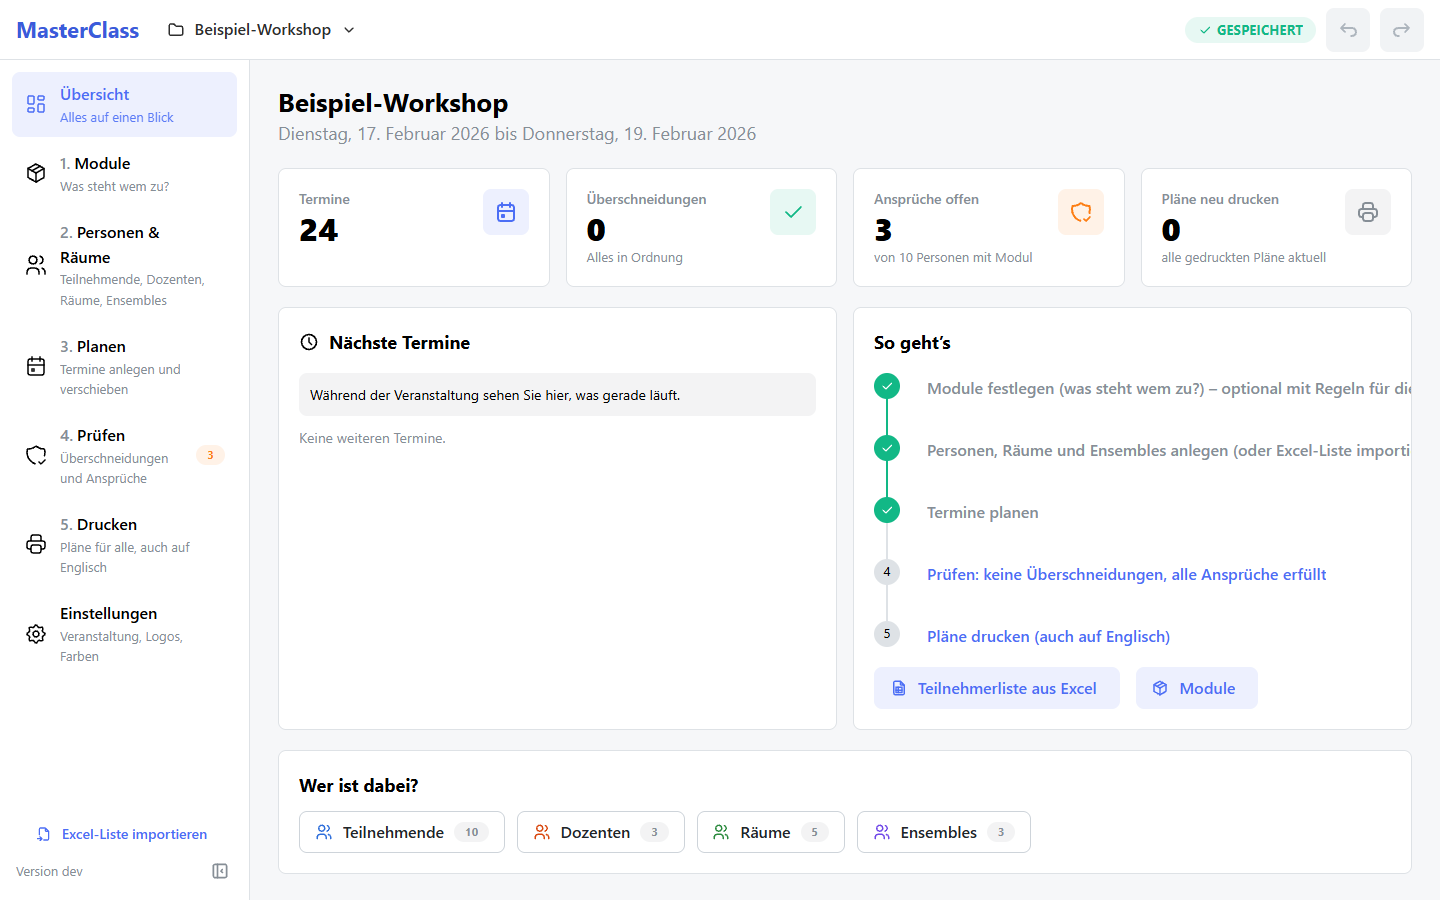 MasterClass
Beispiel-Workshop
GESPEICHERT
Übersicht
Alles auf einen Blick
1. Module
Was steht wem zu?
2. Personen &
Räume
Teilnehmende, Dozenten,
Räume, Ensembles
3. Planen
Termine anlegen und
verschieben
4. Prüfen
Überschneidungen
und Ansprüche
3
5. Drucken
Pläne für alle, auch auf
Englisch
Einstellungen
Veranstaltung, Logos,
Farben
Excel-Liste importieren
Version dev
Beispiel-Workshop
Dienstag, 17. Februar 2026 bis Donnerstag, 19. Februar 2026
Termine
24
Überschneidungen
0
Alles in Ordnung
Ansprüche offen
3
von 10 Personen mit Modul
Pläne neu drucken
0
alle gedruckten Pläne aktuell
Nächste Termine
Während der Veranstaltung sehen Sie hier, was gerade läuft.
Keine weiteren Termine.
So geht’s
Module festlegen (was steht wem zu?) – optional mit Regeln für
Personen, Räume und Ensembles anlegen (oder Excel-Liste importi
Termine planen
4
Prüfen: keine Überschneidungen, alle Ansprüche erfüllt
5
Pläne drucken (auch auf Englisch)
Teilnehmerliste aus Excel
Module
Wer ist dabei?
Teilnehmende 10
Dozenten 3
Räume 5
Ensembles 3